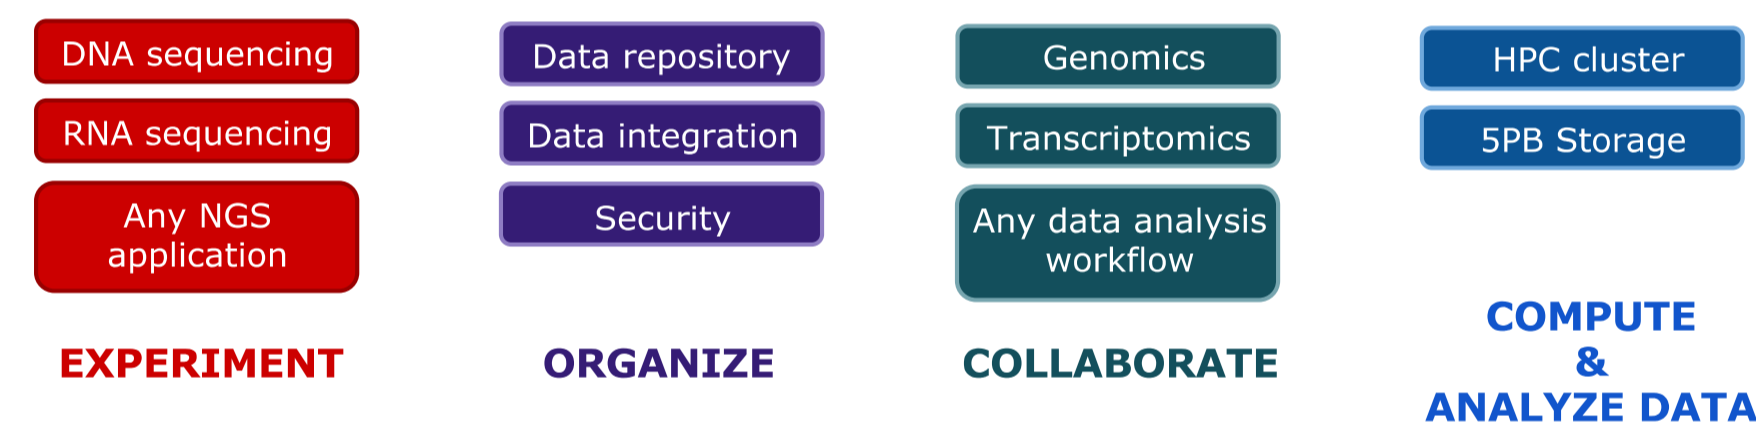 DNA sequencing
RNA sequencing
Any NGS
application
EXPERIMENT
Data repository
Data integration
Security
ORGANIZE
Genomics
Transcriptomics
Any data analysis
workflow
COLLABORATE
HPC cluster
5PB Storage
COMPUTE
&
ANALYZE DATA